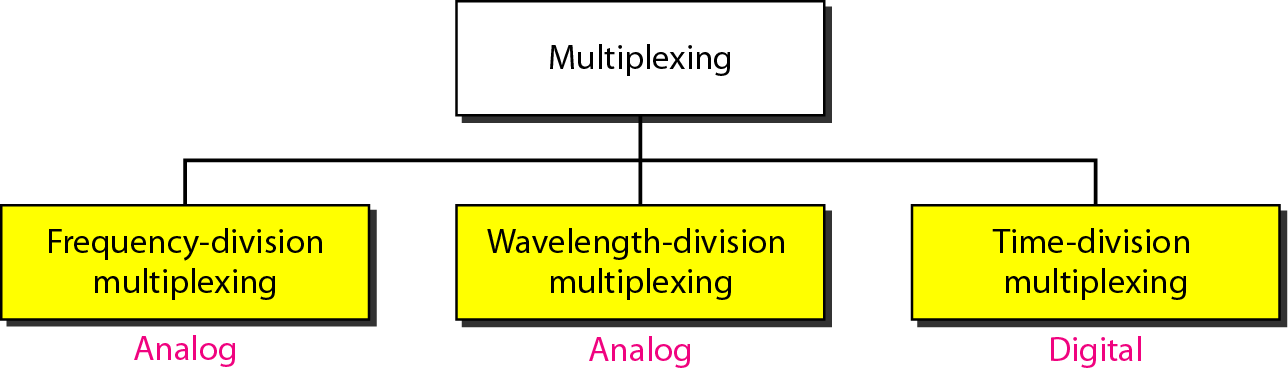 Multiplexing
Frequency-division
multiplexing
Wavelength-division
multiplexing
Time-division
multiplexing
Analog
Analog
Digital